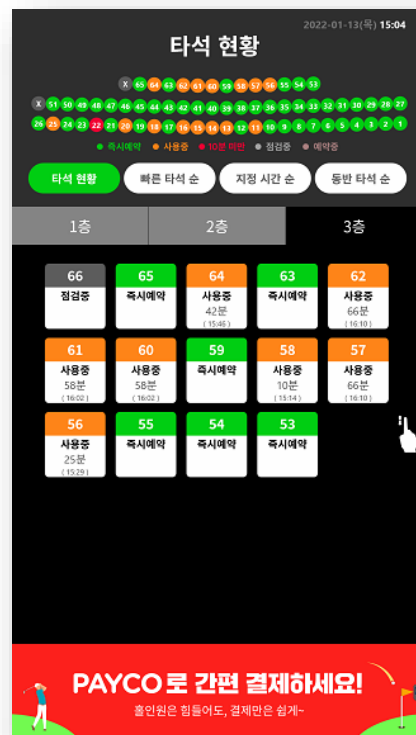 2022-01-13(목) 15:04
타석 현황
X 65 64 63 62 61 60 59 58 57 56 55 54 53
X 51 50 49 48 47 46 45 44 43 42 41 40 39 38 37 36 35 34 33 32 31 30 29 28 27
26 25 24 23 22 21 20 19 18 17 16 15 14 13 12 11 10 9 8 7 6 5 4 3 2 1
즉시예약 사용중 10분 미만 점검중 예약중
타석 현황 빠른 타석 순 지정 시간 순 동반 타석 순
1층 2층 3층
66 65 64 63 62
점검중 즉시예약 사용중 즉시예약 사용중
42분 66분
( 15:46 ) ( 16:10 )
61 60 59 58 57
사용중 사용중 즉시예약 사용중 사용중
58분 58분 10분 66분
( 16:02 ) ( 16:02 ) ( 15:14 ) ( 16:10 )
56 55 54 53
사용중 즉시예약 즉시예약 즉시예약
25분
( 15:29 )
PAYCO로 간편 결제하세요!
홀인원은 힘들어도, 결제만은 쉽게~